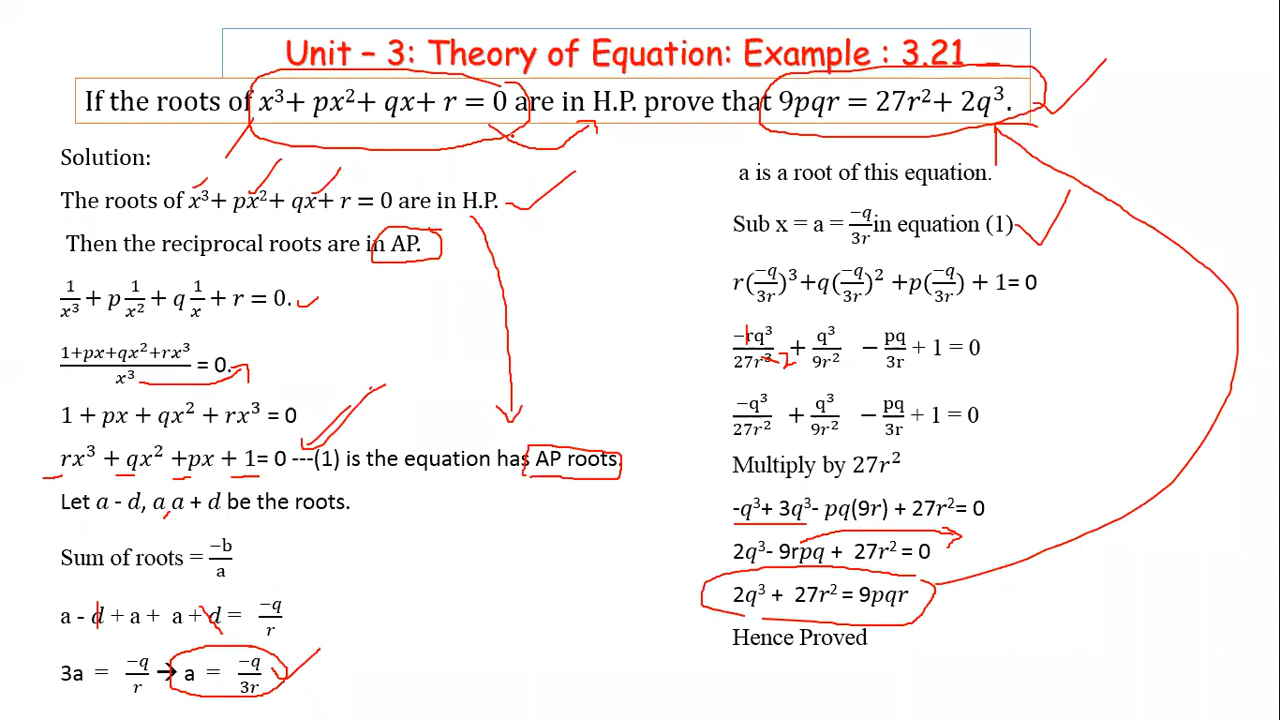 Unit – 3: Theory of Equation: Example : 3.21
If the roots of x³+ px²+ qx+ r = 0 are in H.P. prove that 9pqr = 27r²+ 2q³.
Solution:
The roots of x³+ px²+ qx+ r = 0 are in H.P.
Then the reciprocal roots are in AP.
1/x³ + p 1/x² + q 1/x + r = 0.
(1+px+qx²+rx³)/x³ = 0.
1 + px + qx² + rx³ = 0
rx³ + qx² +px + 1= 0 ---(1) is the equation has AP roots.
Let a - d, a, a + d be the roots.
Sum of roots = −b/a
a - d + a + a + d = −q/r
3a = −q/r → a = −q/3r
a is a root of this equation.
Sub x = a = −q/3r in equation (1)
r(−q/3r)³+q(−q/3r)² +p(−q/3r) + 1= 0
−rq³/27r³ + q³/9r² − pq/3r + 1 = 0
2
−q³/27r² + q³/9r² − pq/3r + 1 = 0
Multiply by 27r²
-q³+ 3q³- pq(9r) + 27r²= 0
2q³- 9rpq + 27r² = 0
2q³ + 27r² = 9pqr
Hence Proved